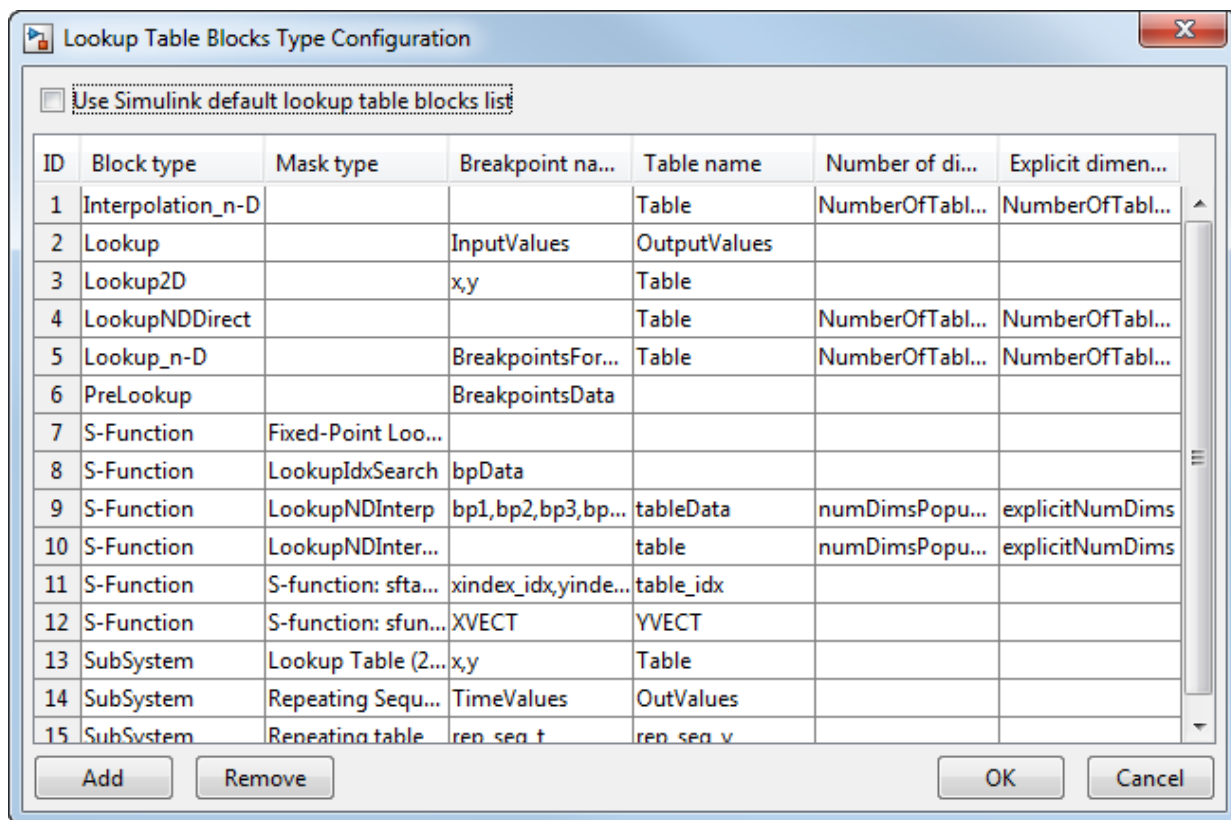 Lookup Table Blocks Type Configuration
Use Simulink default lookup table blocks list
ID Block type Mask type Breakpoint na... Table name Number of di... Explicit dimen...
1 Interpolation_n-D Table NumberOfTabl... NumberOfTabl...
2 Lookup InputValues OutputValues
3 Lookup2D x,y Table
4 LookupNDDirect Table NumberOfTabl... NumberOfTabl...
5 Lookup_n-D BreakpointsFor... Table NumberOfTabl... NumberOfTabl...
6 PreLookup BreakpointsData
7 S-Function Fixed-Point Loo...
8 S-Function LookupIdxSearch bpData
9 S-Function LookupNDInterp bp1,bp2,bp3,bp... tableData numDimsPopu... explicitNumDims
10 S-Function LookupNDInter... table numDimsPopu... explicitNumDims
11 S-Function S-function: sfta... xindex_idx,yinde... table_idx
12 S-Function S-function: sfun... XVECT YVECT
13 SubSystem Lookup Table (2... x,y Table
14 SubSystem Repeating Sequ... TimeValues OutValues
15 SubSystem Repeating table rep_seq_t rep_seq_y
Add Remove OK Cancel